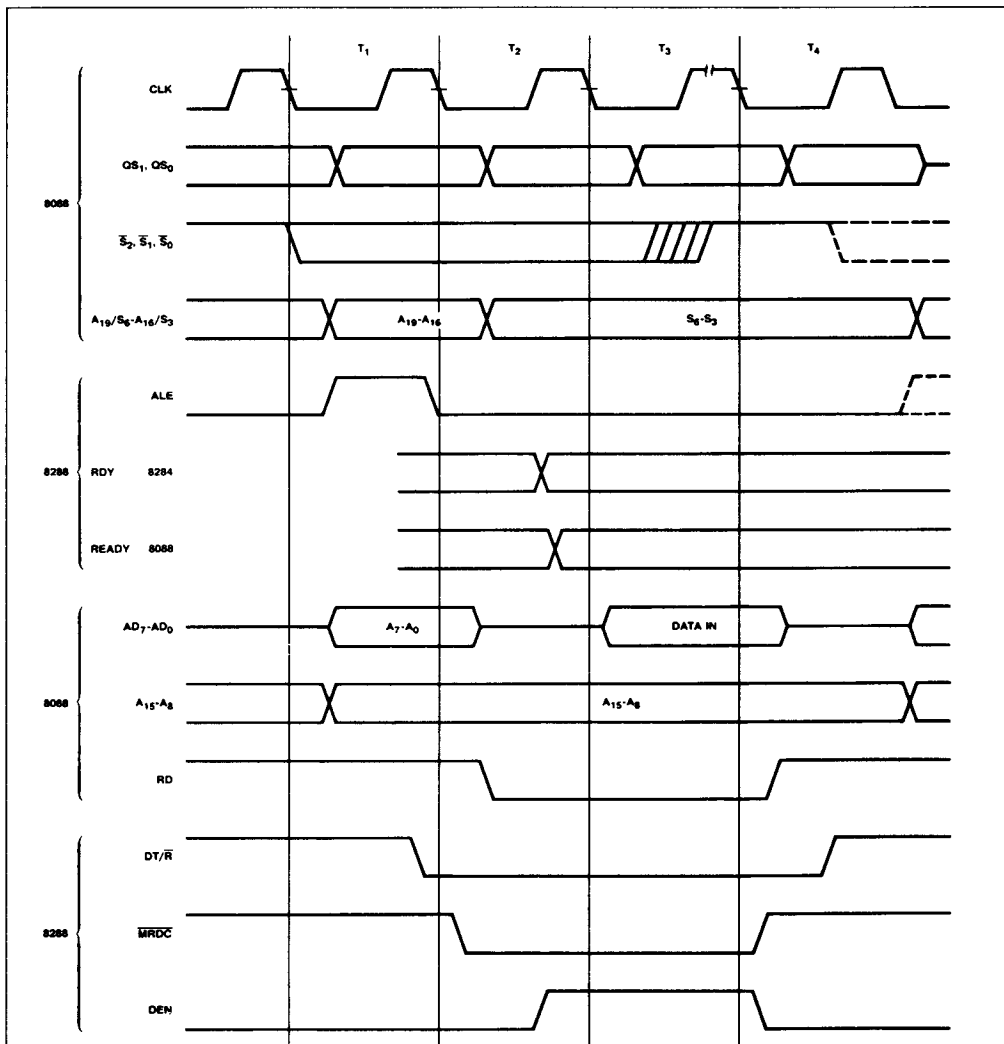 T₁ T₂ T₃ T₄
CLK
QS₁, QS₀
8088
S̅₂, S̅₁, S̅₀
A₁₉/S₆-A₁₆/S₃ A₁₉-A₁₆ S₆-S₃
ALE
8288 RDY 8284
READY 8088
AD₇-AD₀ A₇-A₀ DATA IN
8088 A₁₅-A₈ A₁₅-A₈
RD
DT/R̅
8288 M̅R̅D̅C̅
DEN